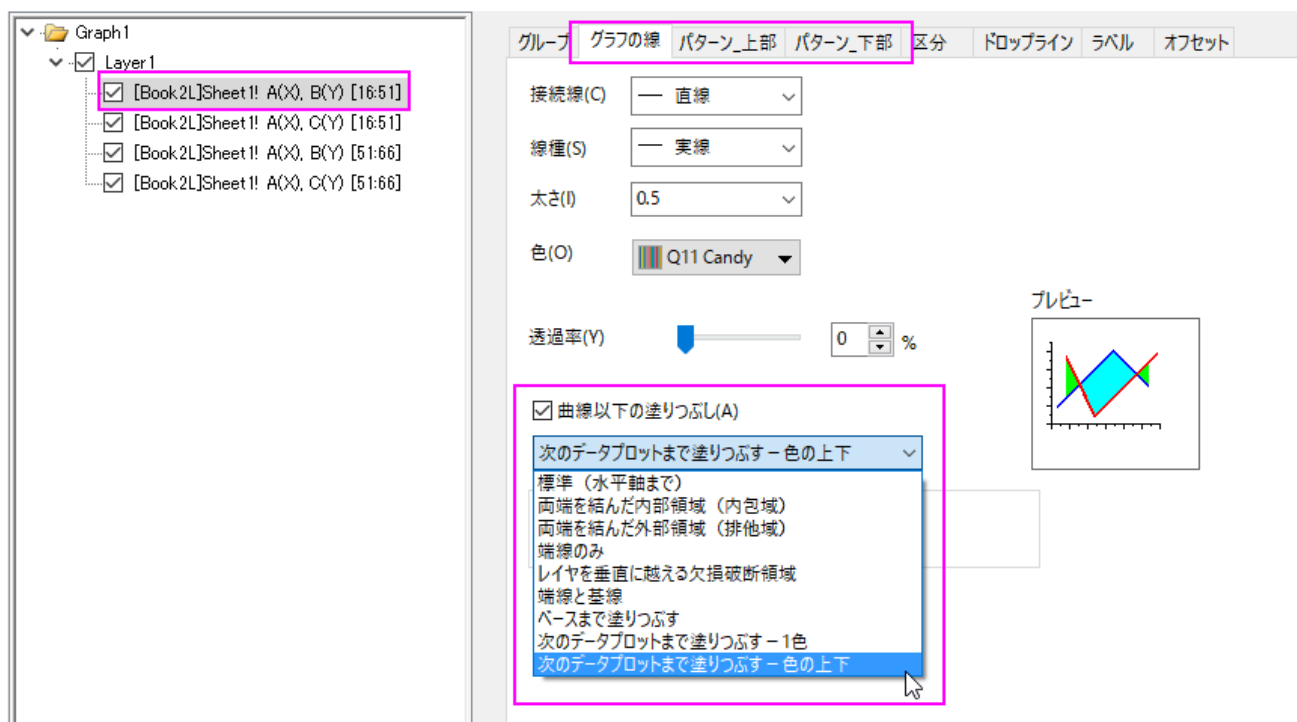 Graph1
Layer1
[Book2L]Sheet1! A(X), B(Y) [16:51]
[Book2L]Sheet1! A(X), C(Y) [16:51]
[Book2L]Sheet1! A(X), B(Y) [51:66]
[Book2L]Sheet1! A(X), C(Y) [51:66]
グループ グラフの線 パターン_上部 パターン_下部 区分 ドロップライン ラベル オフセット
接続線(C) 直線
線種(S) 実線
太さ(I) 0.5
色(O) Q11 Candy
透過率(Y) 0 %
プレビュー
曲線以下の塗りつぶし(A)
次のデータプロットまで塗りつぶす－色の上下
標準（水平軸まで）
両端を結んだ内部領域（内包域）
両端を結んだ外部領域（排他域）
端線のみ
レイヤを垂直に越える欠損破断領域
端線と基線
ベースまで塗りつぶす
次のデータプロットまで塗りつぶす－1色
次のデータプロットまで塗りつぶす－色の上下